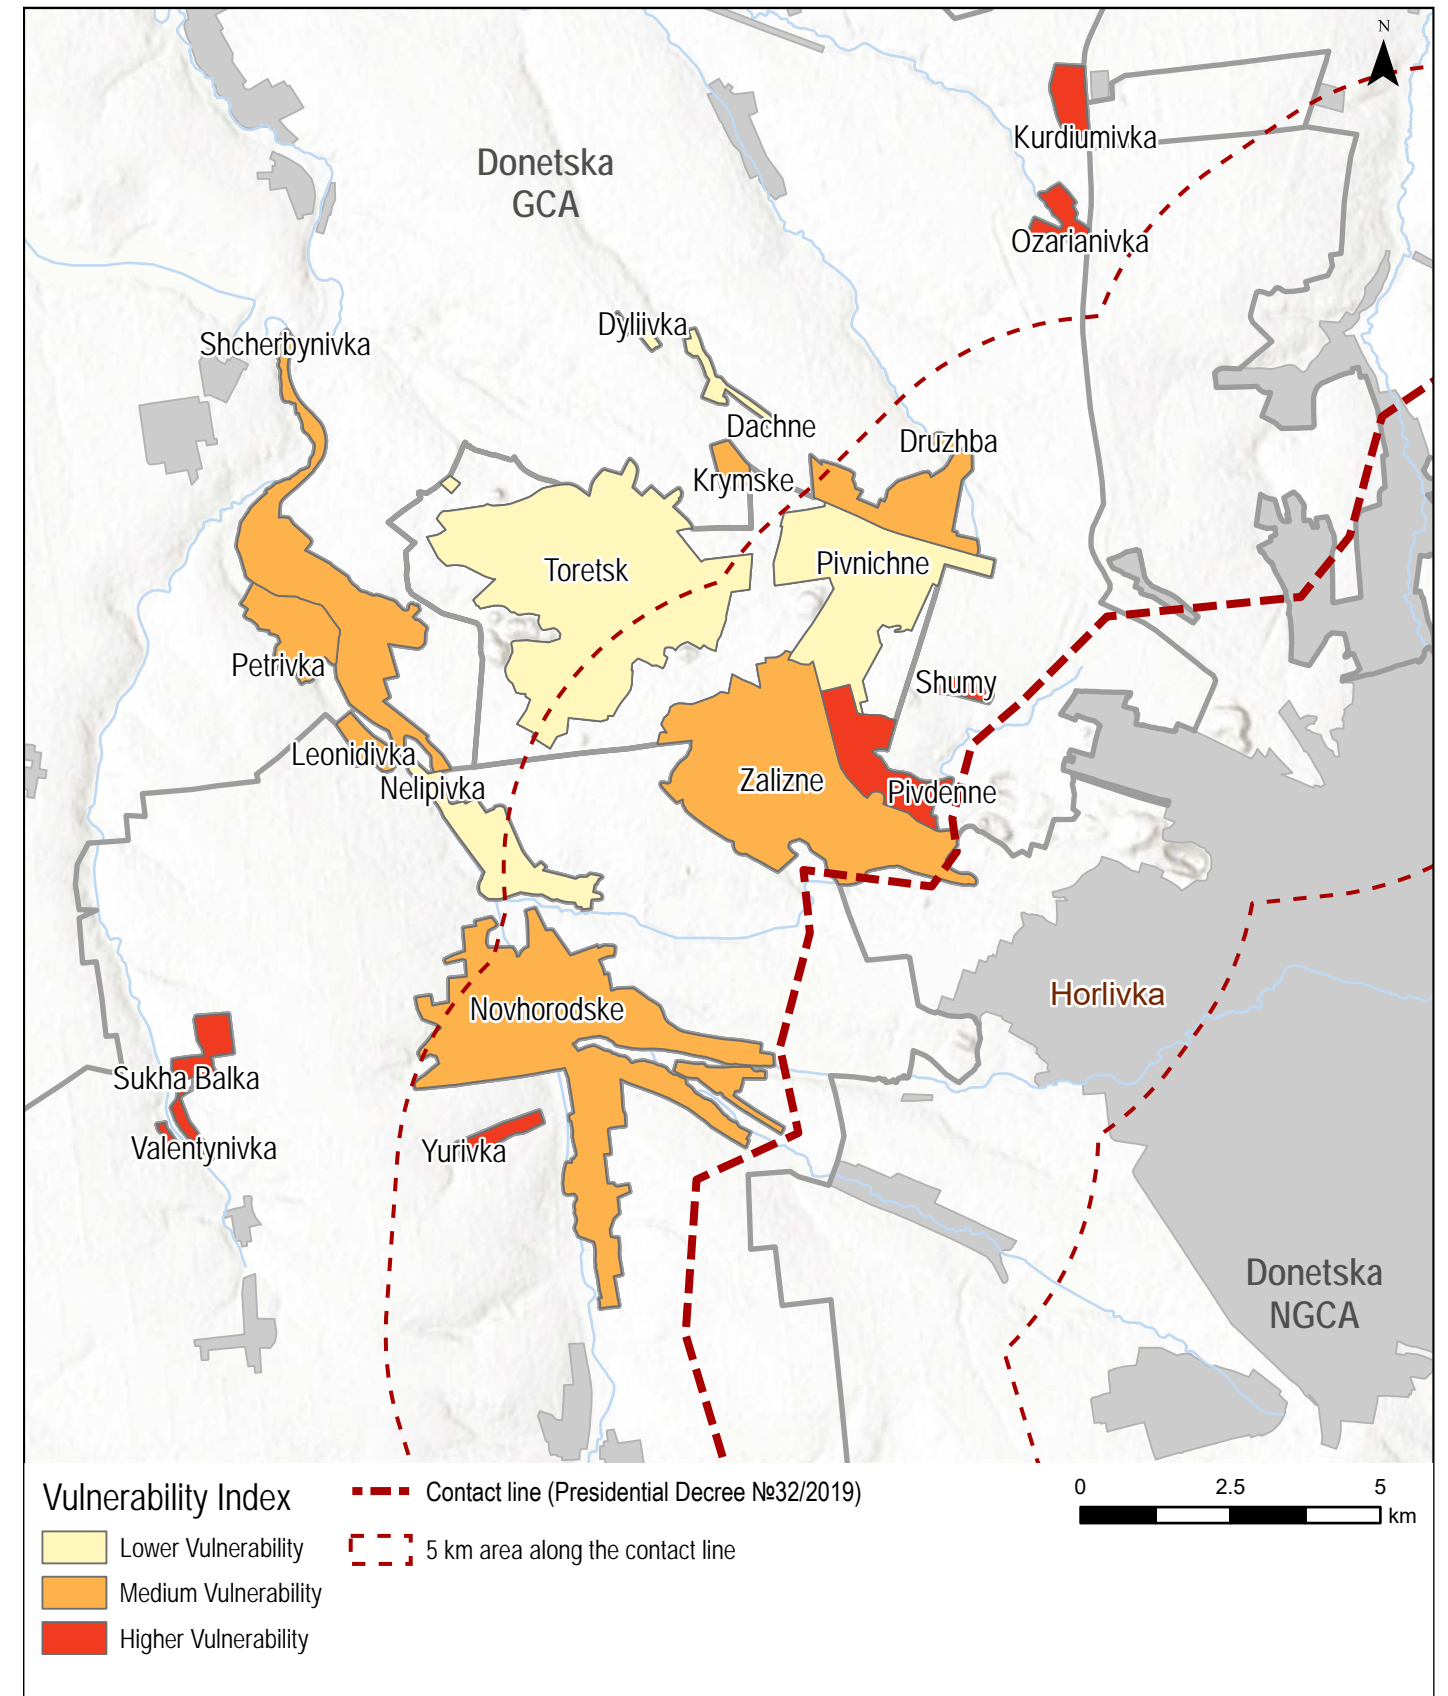 N
Kurdiumivka
Donetska
GCA
Ozarianivka
Dyliivka
Shcherbynivka
Dachne
Druzhba
Krymske
Toretsk
Pivnichne
Petrivka
Shumy
Leonidivka
Nelipivka
Zalizne
Pivdenne
Horlivka
Novhorodske
Sukha Balka
Valentynivka
Yurivka
Donetska
NGCA
Vulnerability Index
Lower Vulnerability
Medium Vulnerability
Higher Vulnerability
Contact line (Presidential Decree №32/2019)
5 km area along the contact line
0 2.5 5
km